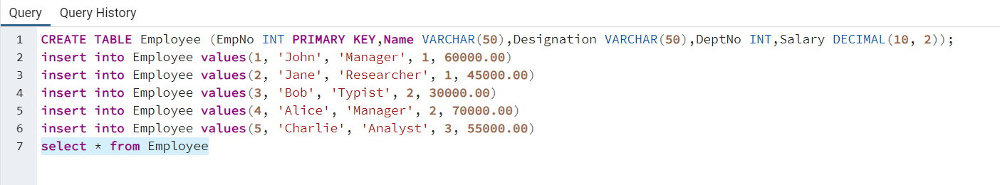 Query Query History
1 CREATE TABLE Employee (EmpNo INT PRIMARY KEY,Name VARCHAR(50),Designation VARCHAR(50),DeptNo INT,Salary DECIMAL(10, 2));
2 insert into Employee values(1, 'John', 'Manager', 1, 60000.00)
3 insert into Employee values(2, 'Jane', 'Researcher', 1, 45000.00)
4 insert into Employee values(3, 'Bob', 'Typist', 2, 30000.00)
5 insert into Employee values(4, 'Alice', 'Manager', 2, 70000.00)
6 insert into Employee values(5, 'Charlie', 'Analyst', 3, 55000.00)
7 select * from Employee